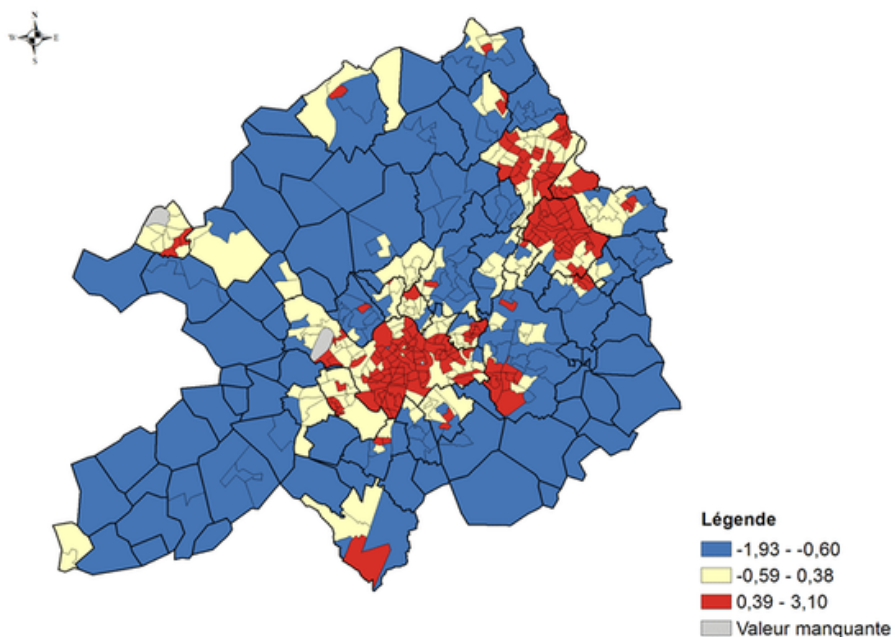 N
W E
S
Légende
-1,93 - -0,60
-0,59 - 0,38
0,39 - 3,10
Valeur manquante